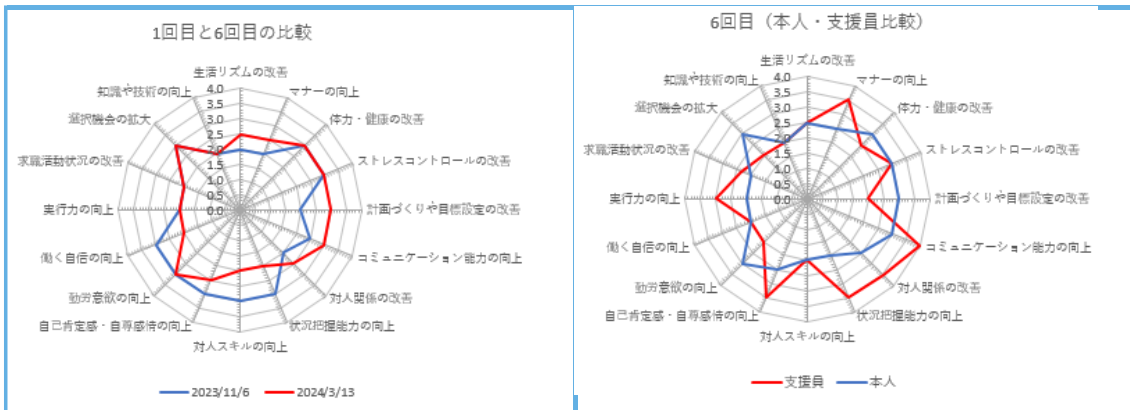 1回目と6回目の比較
生活リズムの改善
マナーの向上
体力・健康の改善
ストレスコントロールの改善
計画づくりや目標設定の改善
コミュニケーション能力の向上
対人関係の改善
状況把握能力の向上
対人スキルの向上
自己肯定感・自尊感情の向上
勤労意欲の向上
働く自信の向上
実行力の向上
求職活動状況の改善
選択機会の拡大
知識や技術の向上
4.0
3.5
3.0
2.5
2.0
1.5
1.0
0.5
0.0
2023/11/6 2024/3/13
6回目（本人・支援員比較）
生活リズムの改善
マナーの向上
体力・健康の改善
ストレスコントロールの改善
計画づくりや目標設定の改善
コミュニケーション能力の向上
対人関係の改善
状況把握能力の向上
対人スキルの向上
自己肯定感・自尊感情の向上
勤労意欲の向上
働く自信の向上
実行力の向上
求職活動状況の改善
選択機会の拡大
知識や技術の向上
4.0
3.5
3.0
2.5
2.0
1.5
1.0
0.5
0.0
支援員 本人